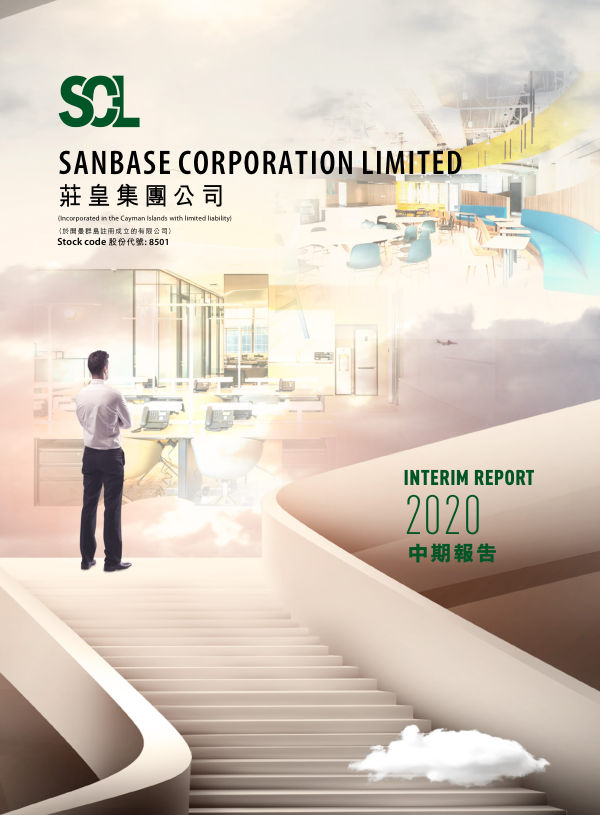 SCL
SANBASE CORPORATION LIMITED
莊皇集團公司
(Incorporated in the Cayman Islands with limited liability)
(於開曼群島註冊成立的有限公司)
Stock code 股份代號: 8501
INTERIM REPORT
2020
中期報告